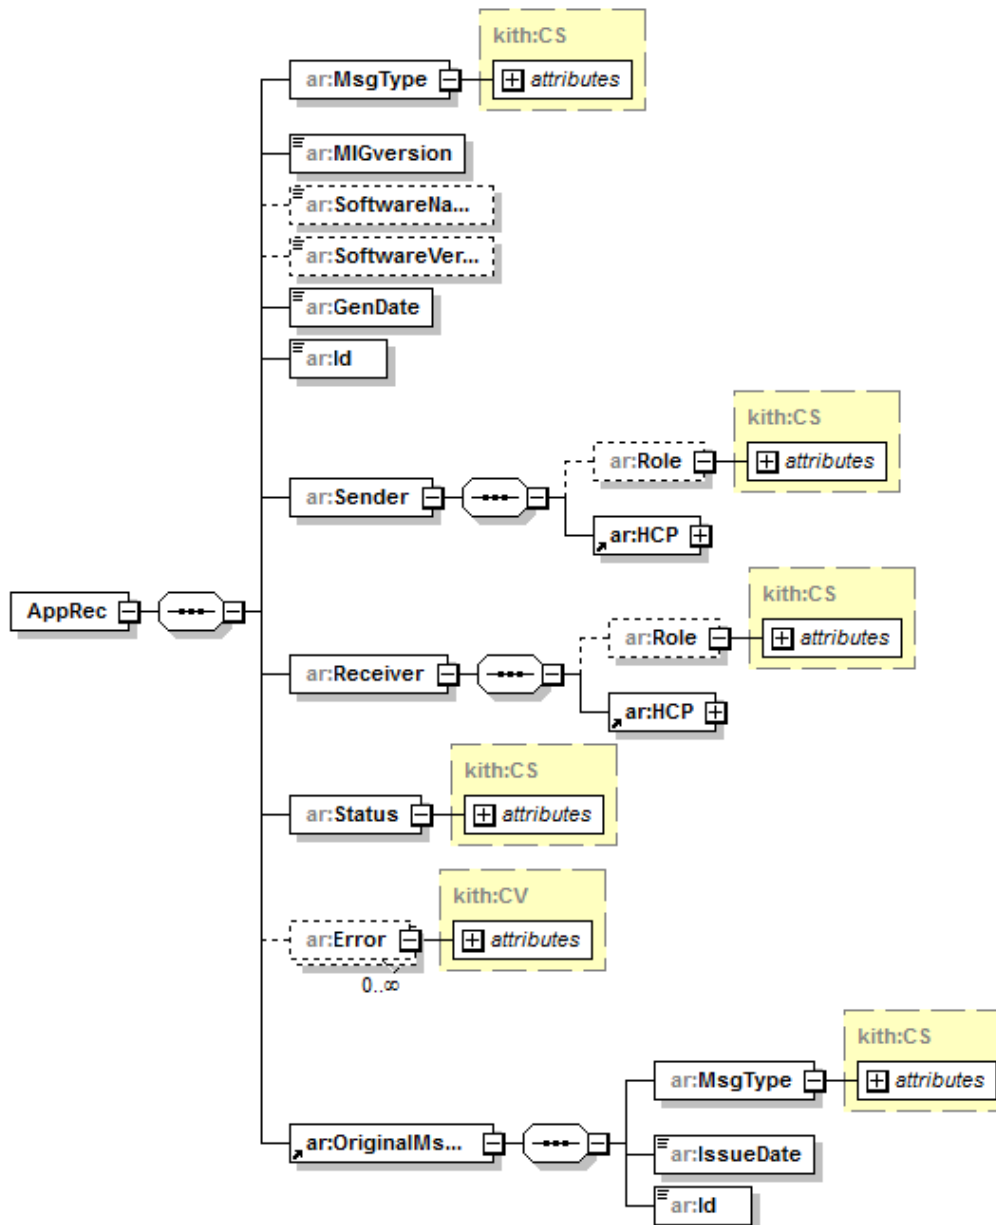 kith:CS
ar:MsgType
attributes
ar:MIGversion
ar:SoftwareNa...
ar:SoftwareVer...
ar:GenDate
ar:Id
kith:CS
ar:Role
attributes
ar:Sender
ar:HCP
kith:CS
AppRec
ar:Role
attributes
ar:Receiver
ar:HCP
kith:CS
ar:Status
attributes
kith:CV
ar:Error
attributes
0..∞
kith:CS
ar:MsgType
attributes
ar:OriginalMs...
ar:IssueDate
ar:Id